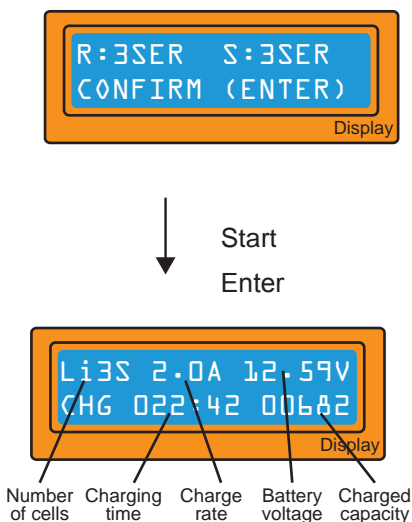 R:3SER S:3SER
CONFIRM (ENTER)
Display
Start
Enter
Li3S 2.0A 12.59V
CHG 022:42 00682
Display
Number of cells
Charging time
Charge rate
Battery voltage
Charged capacity